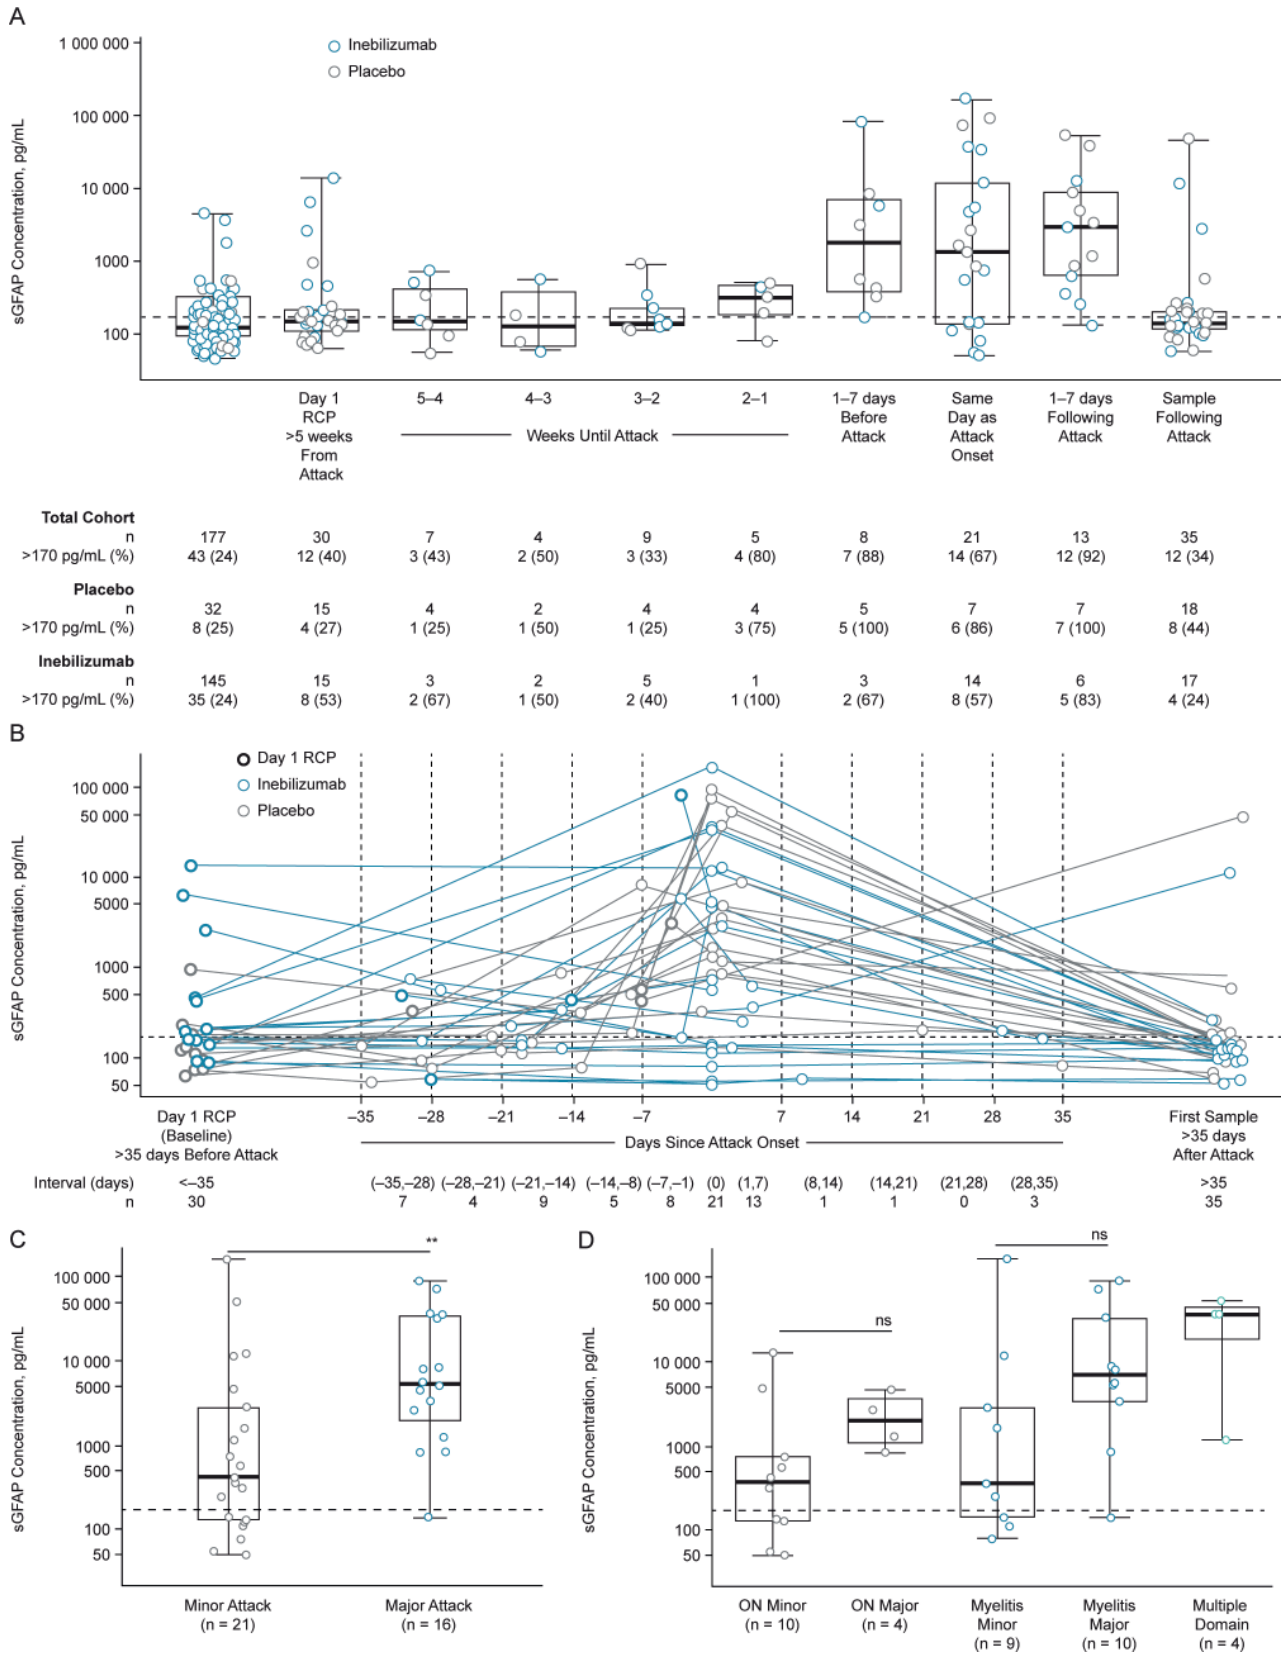 A
1 000 000
100 000
10 000
1000
100
sGFAP Concentration, pg/mL
Inebilizumab
Placebo
Day 1
RCP
>5 weeks
From
Attack
5–4
4–3
3–2
2–1
Weeks Until Attack
1–7 days
Before
Attack
Same
Day as
Attack
Onset
1–7 days
Following
Attack
Sample
Following
Attack
Total Cohort
n 177 30 7 4 9 5 8 21 13 35
>170 pg/mL (%) 43 (24) 12 (40) 3 (43) 2 (50) 3 (33) 4 (80) 7 (88) 14 (67) 12 (92) 12 (34)
Placebo
n 32 15 4 2 4 4 5 7 7 18
>170 pg/mL (%) 8 (25) 4 (27) 1 (25) 1 (50) 1 (25) 3 (75) 5 (100) 6 (86) 7 (100) 8 (44)
Inebilizumab
n 145 15 3 2 5 1 3 14 6 17
>170 pg/mL (%) 35 (24) 8 (53) 2 (67) 1 (50) 2 (40) 1 (100) 2 (67) 8 (57) 5 (83) 4 (24)
B
Day 1 RCP
Inebilizumab
Placebo
100 000
50 000
10 000
5000
1000
500
100
50
sGFAP Concentration, pg/mL
Day 1 RCP
(Baseline)
>35 days Before Attack
–35 –28 –21 –14 –7 7 14 21 28 35
Days Since Attack Onset
First Sample
>35 days
After Attack
Interval (days) <–35 (–35,–28) (–28,–21) (–21,–14) (–14,–8) (–7,–1) (0) (1,7) (8,14) (14,21) (21,28) (28,35) >35
n 30 7 4 9 5 8 21 13 1 1 0 3 35
C
**
100 000
50 000
10 000
5000
1000
500
100
50
sGFAP Concentration, pg/mL
Minor Attack
(n = 21)
Major Attack
(n = 16)
D
ns
ns
100 000
50 000
10 000
5000
1000
500
100
50
sGFAP Concentration, pg/mL
ON Minor
(n = 10)
ON Major
(n = 4)
Myelitis
Minor
(n = 9)
Myelitis
Major
(n = 10)
Multiple
Domain
(n = 4)